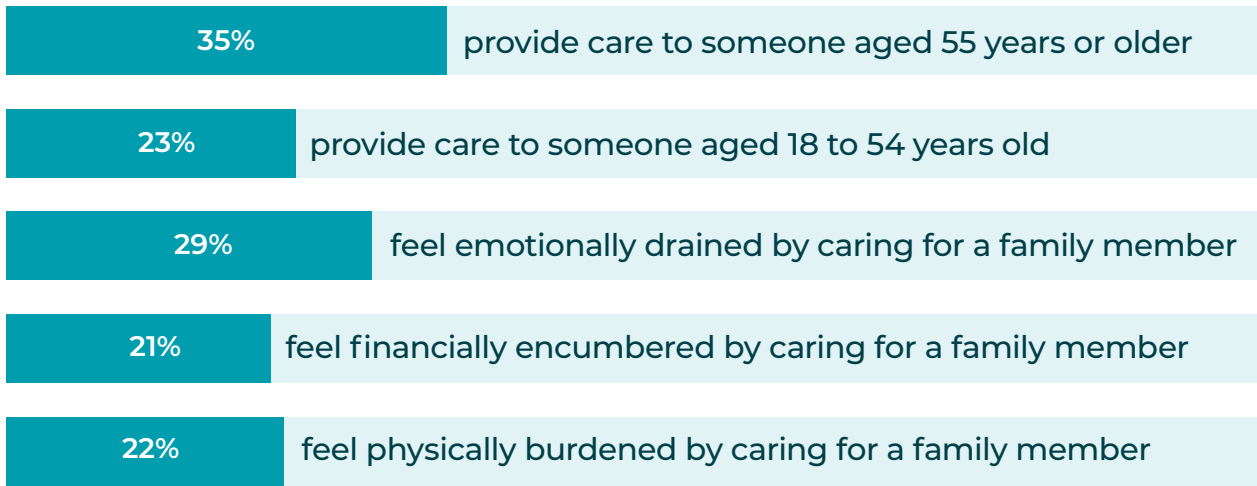 35% provide care to someone aged 55 years or older
23% provide care to someone aged 18 to 54 years old
29% feel emotionally drained by caring for a family member
21% feel financially encumbered by caring for a family member
22% feel physically burdened by caring for a family member